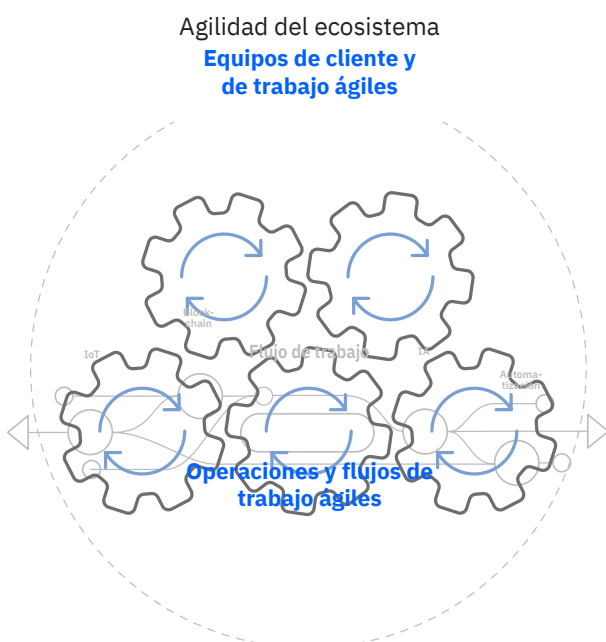 Agilidad del ecosistema
Equipos de cliente y
de trabajo ágiles
Block-
chain
Flujo de trabajo
IoT
IA
Automa-
tización
Operaciones y flujos de
trabajo ágiles